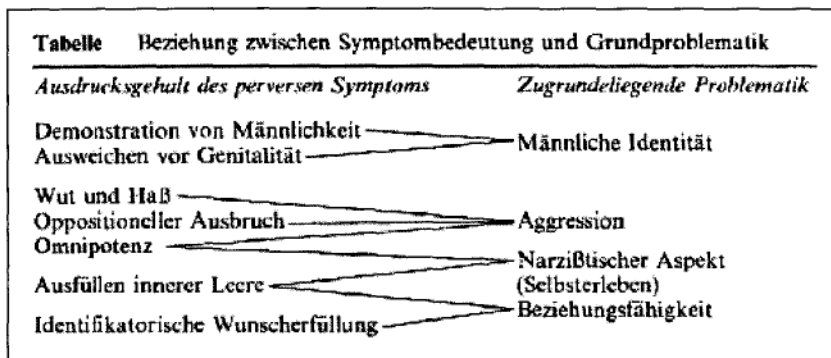 Tabelle Beziehung zwischen Symptombedeutung und Grundproblematik
Ausdrucksgehalt des perversen Symptoms Zugrundeliegende Problematik
Demonstration von Männlichkeit
Ausweichen vor Genitalität
Männliche Identität
Wut und Haß
Oppositioneller Ausbruch Aggression
Omnipotenz
Narzißtischer Aspekt
(Selbsterleben)
Ausfüllen innerer Leere
Beziehungsfähigkeit
Identifikatorische Wunscherfüllung